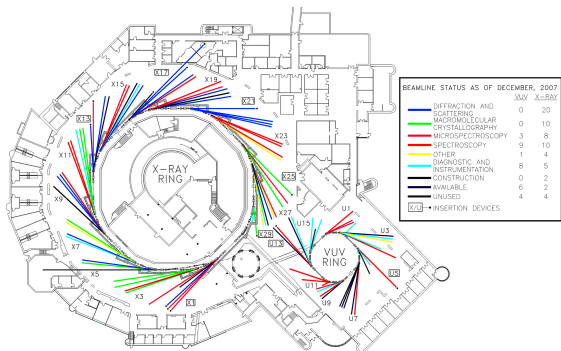 X17
X19
X15
X21
X13
X23
X11
X-RAY
RING
X25
X9
X27
X29
U13
U15
U1
U3
X7
VUV
RING
X5
U5
X3
U11
X1
U9
U7
BEAMLINE STATUS AS OF DECEMBER, 2007
VUV X-RAY
DIFFRACTION AND
SCATTERING 0 20
MACROMOLECULAR
CRYSTALLOGRAPHY 0 10
MICROSPECTROSCOPY 3 8
SPECTROSCOPY 9 10
OTHER 1 4
DIAGNOSTIC AND
INSTRUMENTATION 8 5
CONSTRUCTION 0 2
AVAILABLE 6 2
UNUSED 4 4
X/U INSERTION DEVICES